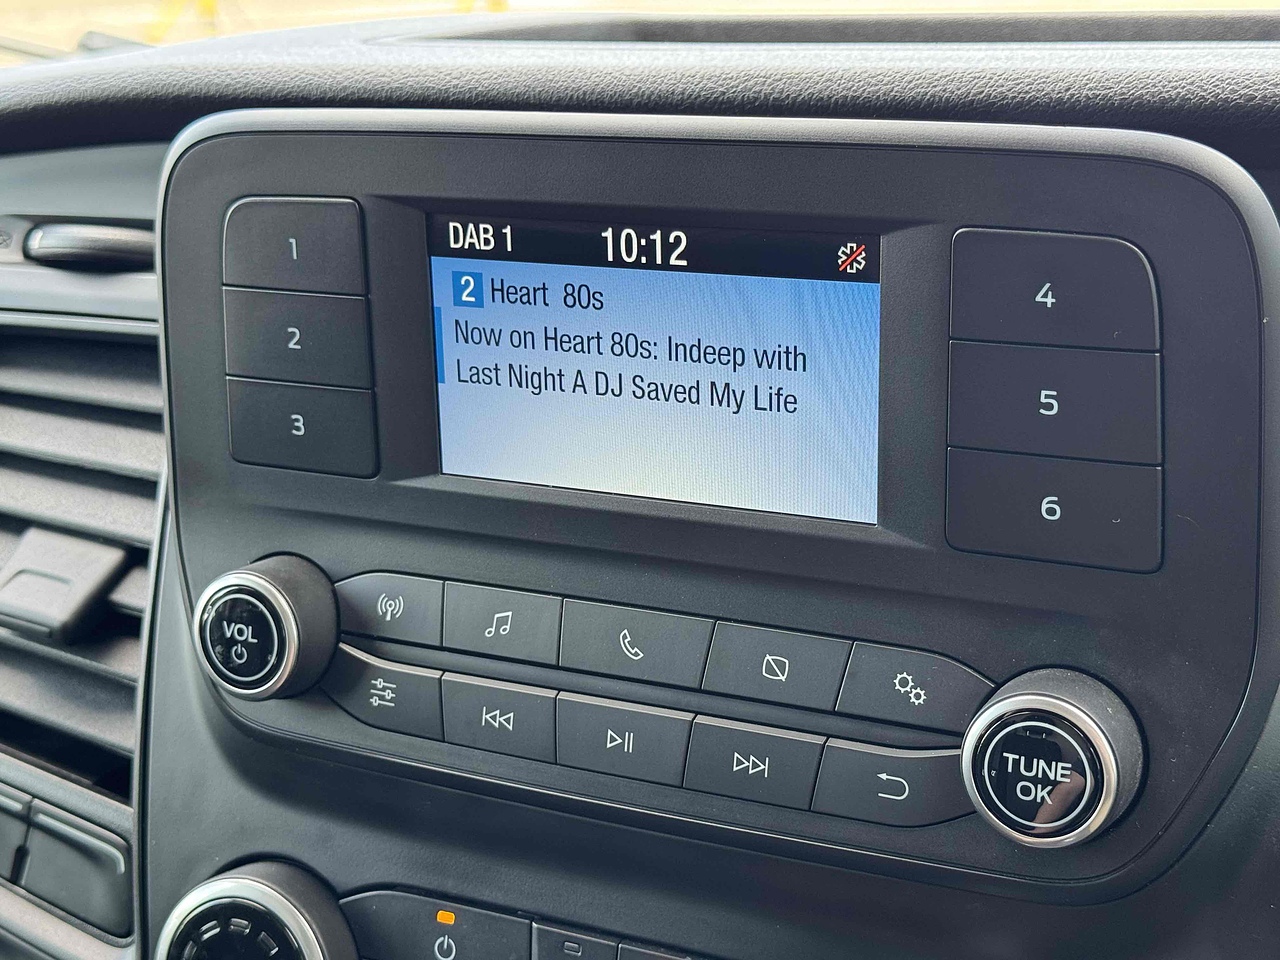 DAB 1 10:12
2 Heart 80s
Now on Heart 80s: Indeep with
Last Night A DJ Saved My Life
1
2
3
4
5
6
VOL
TUNE
OK